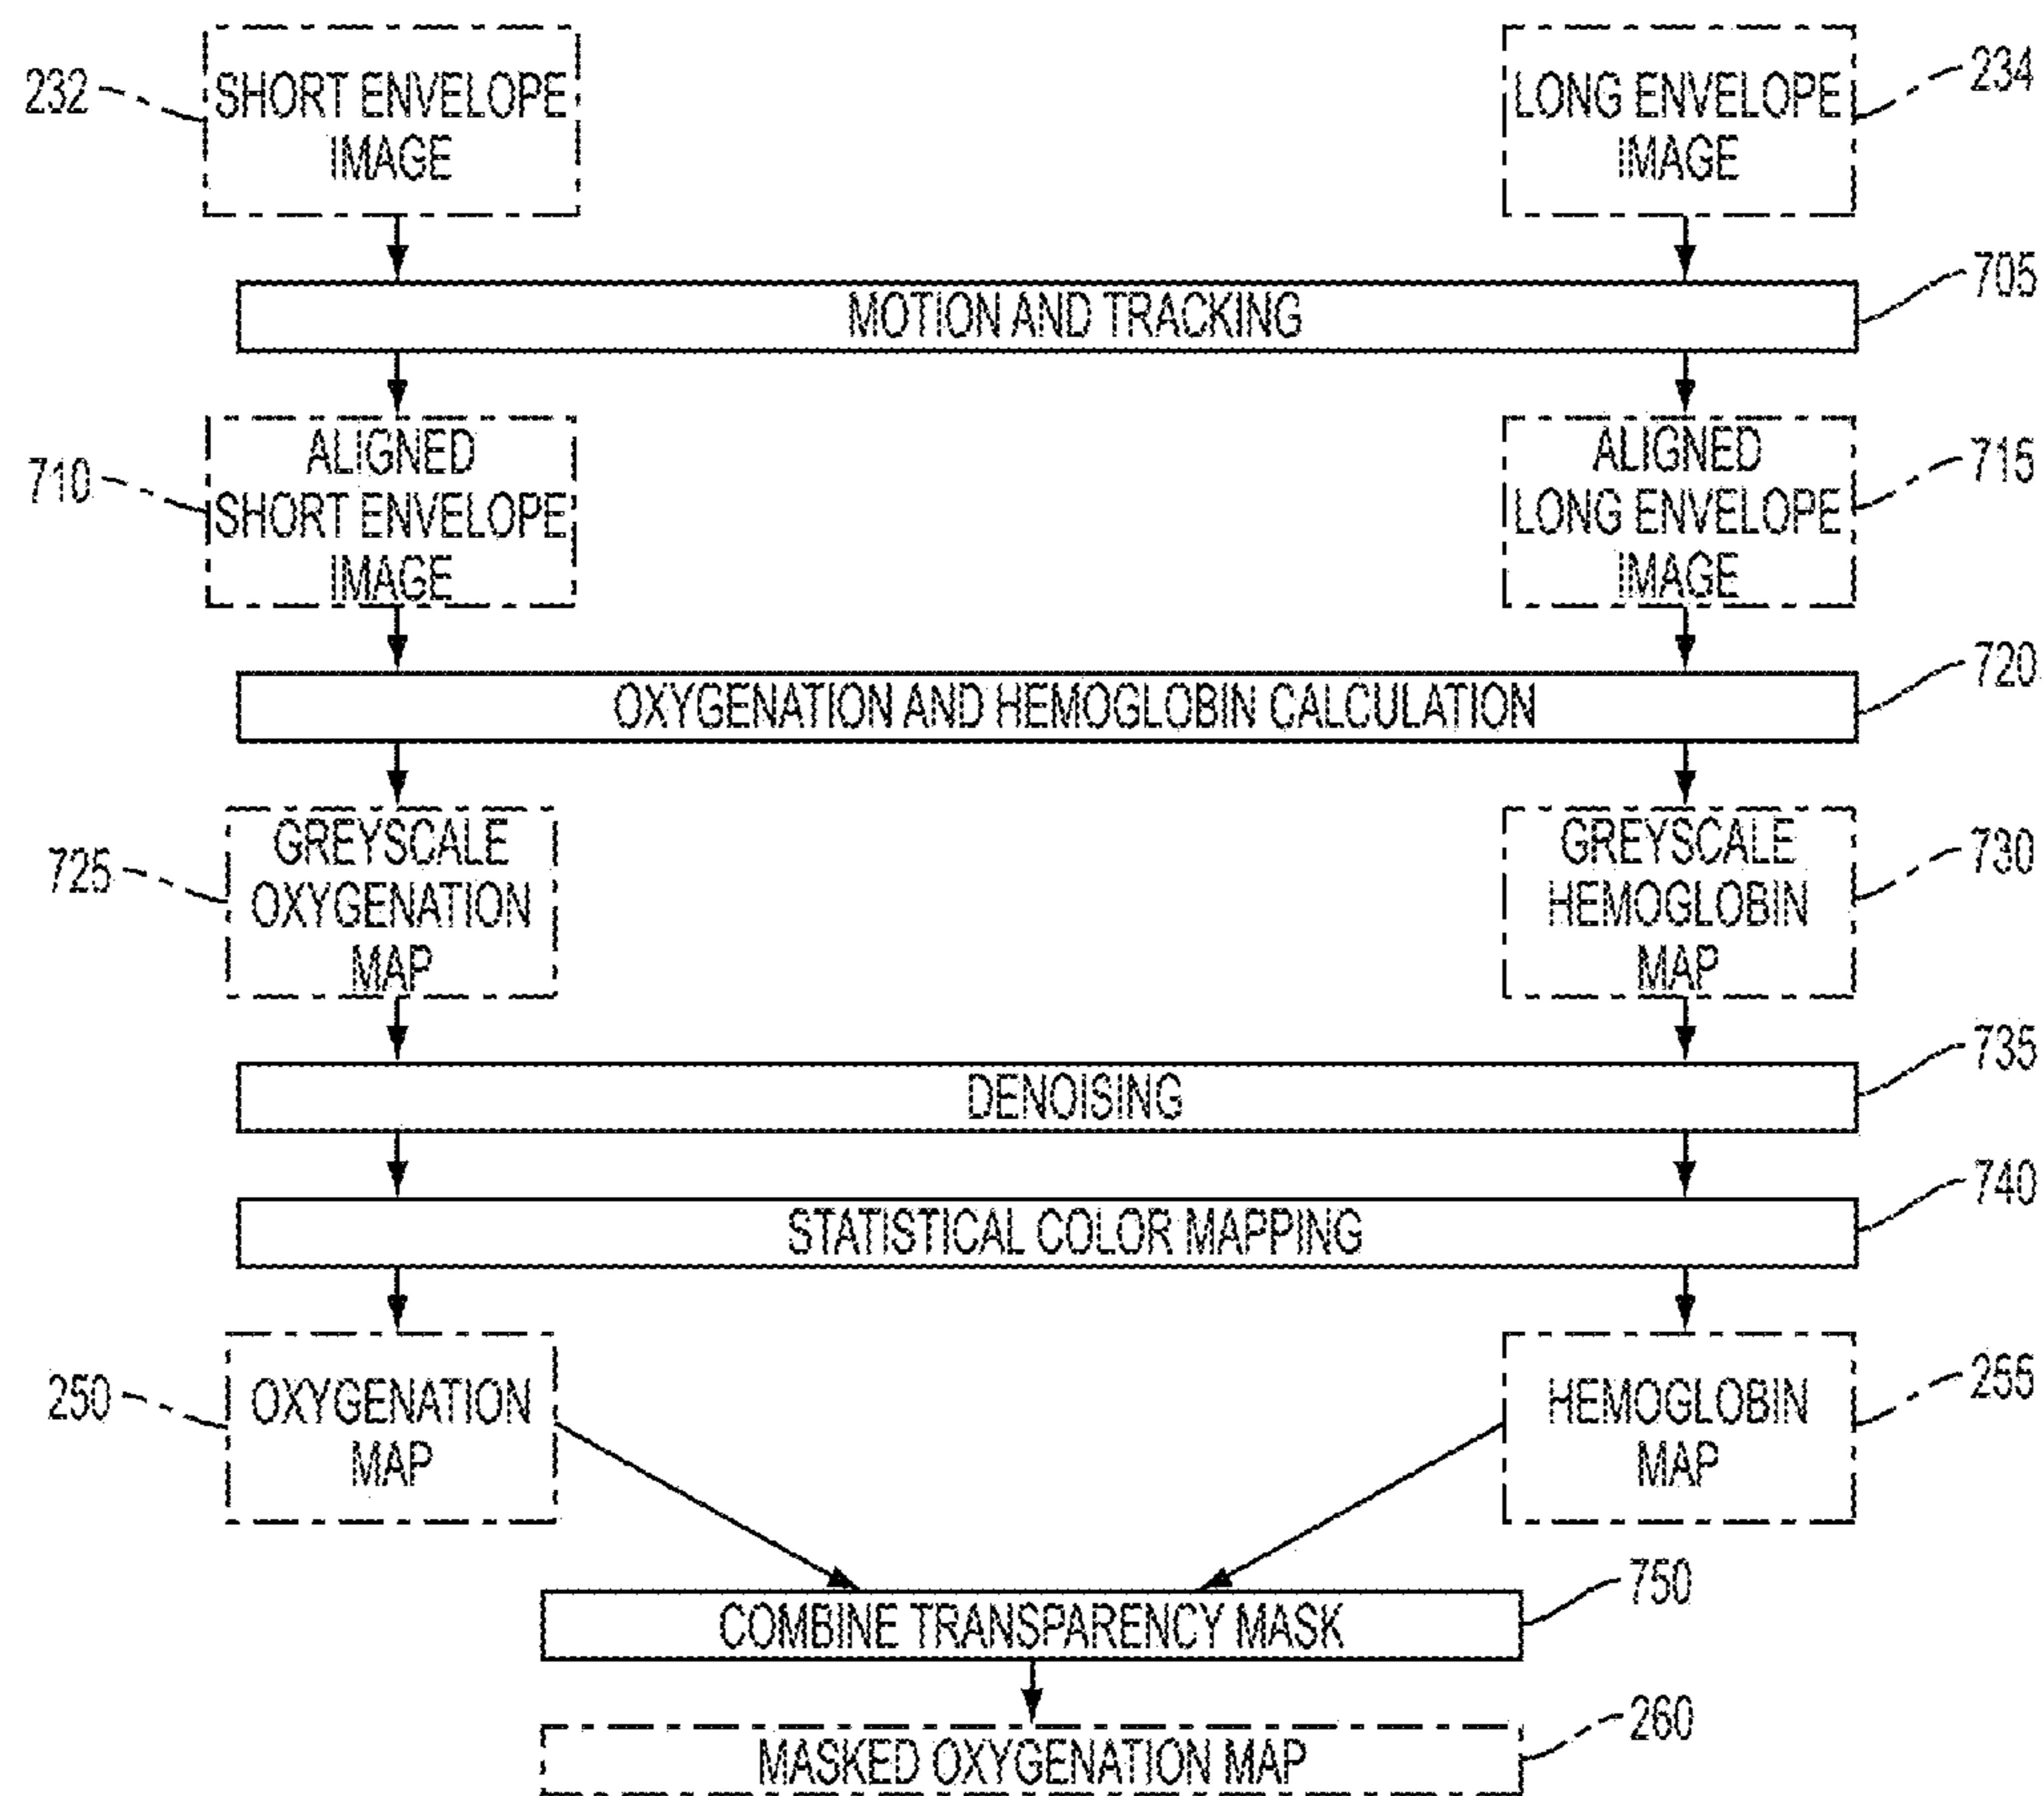 232
SHORT ENVELOPE
IMAGE
LONG ENVELOPE
IMAGE
234
MOTION AND TRACKING
705
710
ALIGNED
SHORT ENVELOPE
IMAGE
ALIGNED
LONG ENVELOPE
IMAGE
715
OXYGENATION AND HEMOGLOBIN CALCULATION
720
725
GREYSCALE
OXYGENATION
MAP
GREYSCALE
HEMOGLOBIN
MAP
730
DENOISING
735
STATISTICAL COLOR MAPPING
740
250
OXYGENATION
MAP
HEMOGLOBIN
MAP
255
COMBINE TRANSPARENCY MASK
750
MASKED OXYGENATION MAP
260